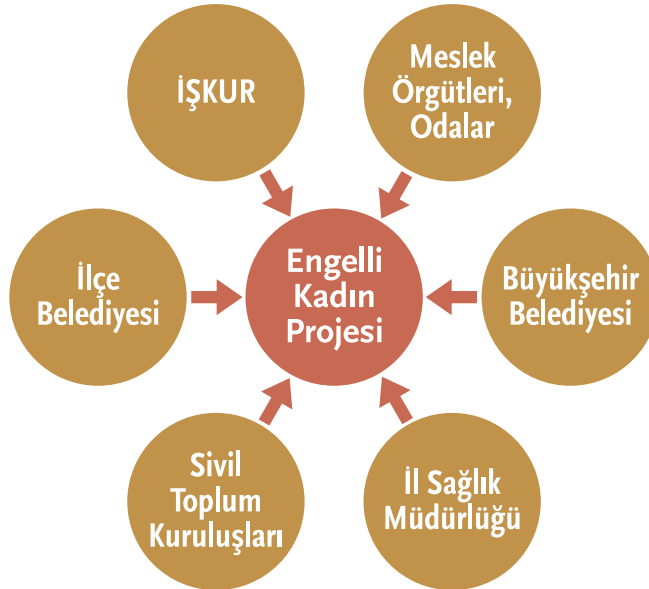 İŞKUR
Meslek
Örgütleri,
Odalar
İlçe
Belediyesi
Engelli
Kadın
Projesi
Büyükşehir
Belediyesi
Sivil
Toplum
Kuruluşları
İl Sağlık
Müdürlüğü